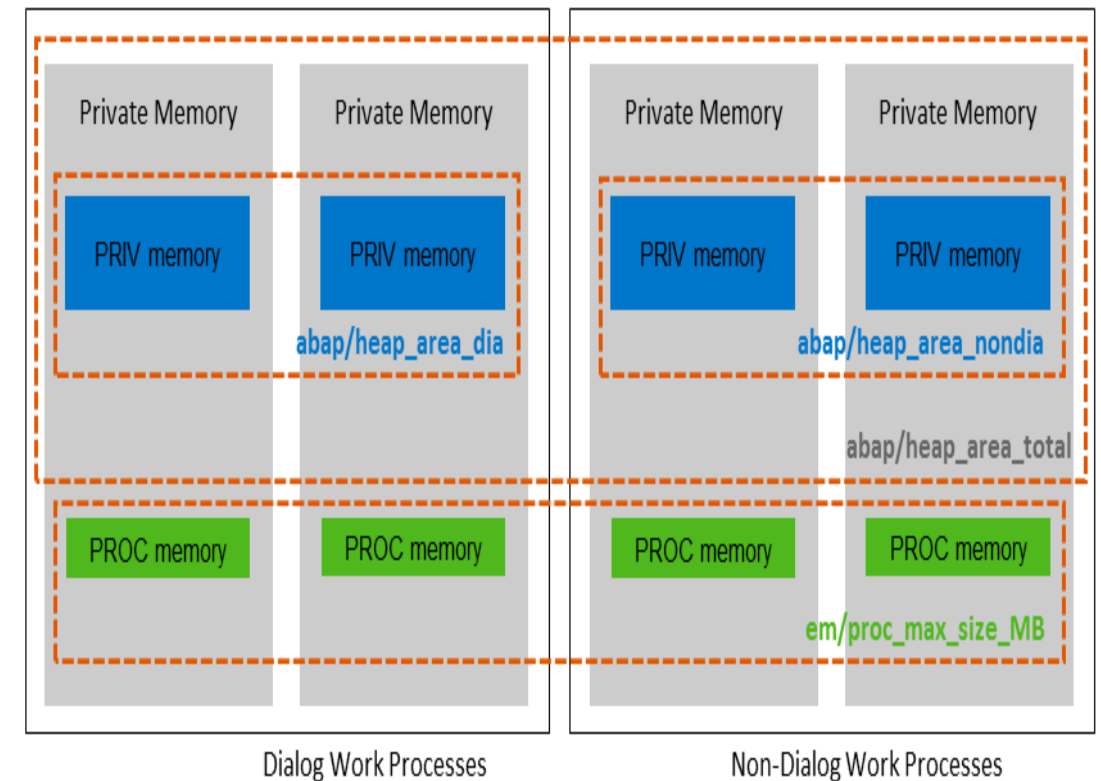 Private Memory Private Memory Private Memory Private Memory
PRIV memory PRIV memory PRIV memory PRIV memory
abap/heap_area_dia abap/heap_area_nondia
abap/heap_area_total
PROC memory PROC memory PROC memory PROC memory
em/proc_max_size_MB
Dialog Work Processes Non-Dialog Work Processes